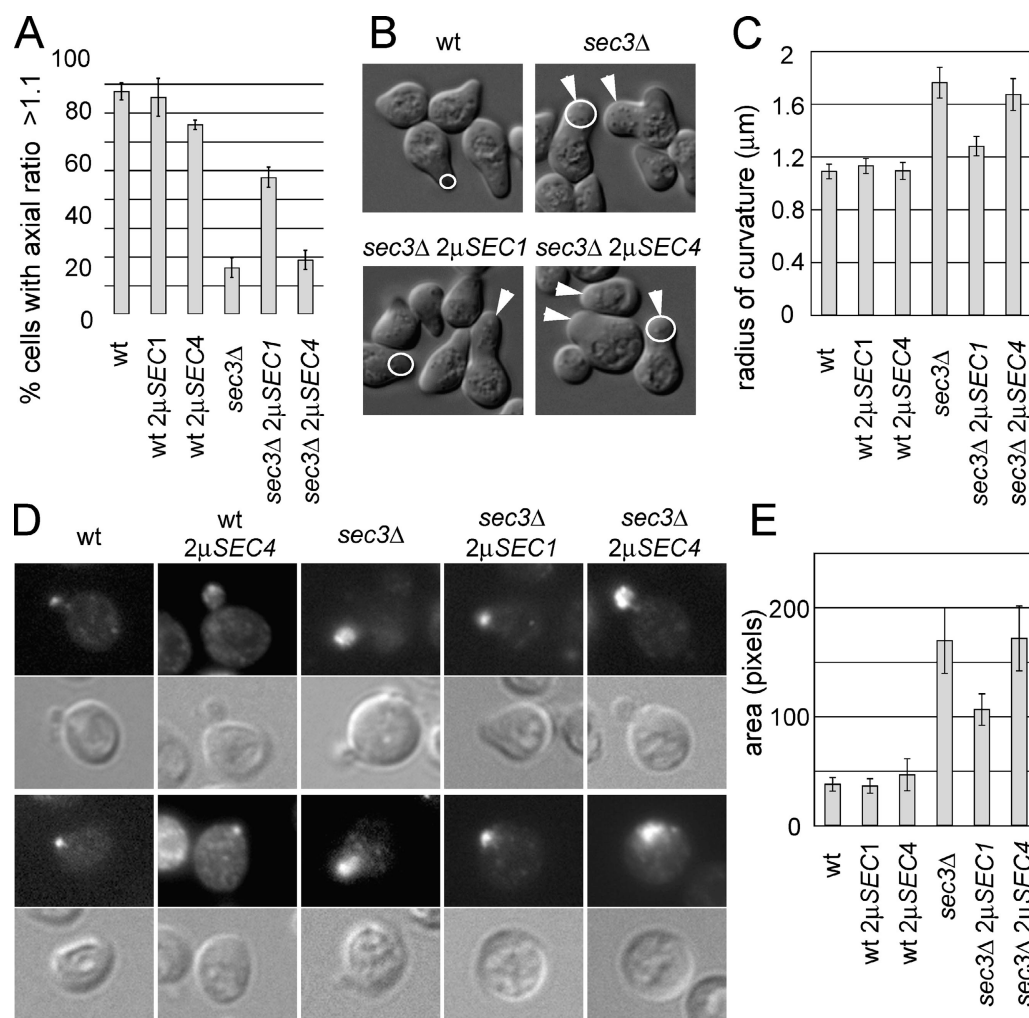 A
% cells with axial ratio >1.1
100
80
60
40
20
0
wt
wt 2μSEC1
wt 2μSEC4
sec3Δ
sec3Δ 2μSEC1
sec3Δ 2μSEC4
B
wt
sec3Δ
sec3Δ 2μSEC1
sec3Δ 2μSEC4
C
radius of curvature (μm)
2
1.6
1.2
0.8
0.4
0
wt
wt 2μSEC1
wt 2μSEC4
sec3Δ
sec3Δ 2μSEC1
sec3Δ 2μSEC4
D
wt
wt
2μSEC4
sec3Δ
sec3Δ
2μSEC1
sec3Δ
2μSEC4
E
area (pixels)
200
100
0
wt
wt 2μSEC1
wt 2μSEC4
sec3Δ
sec3Δ 2μSEC1
sec3Δ 2μSEC4